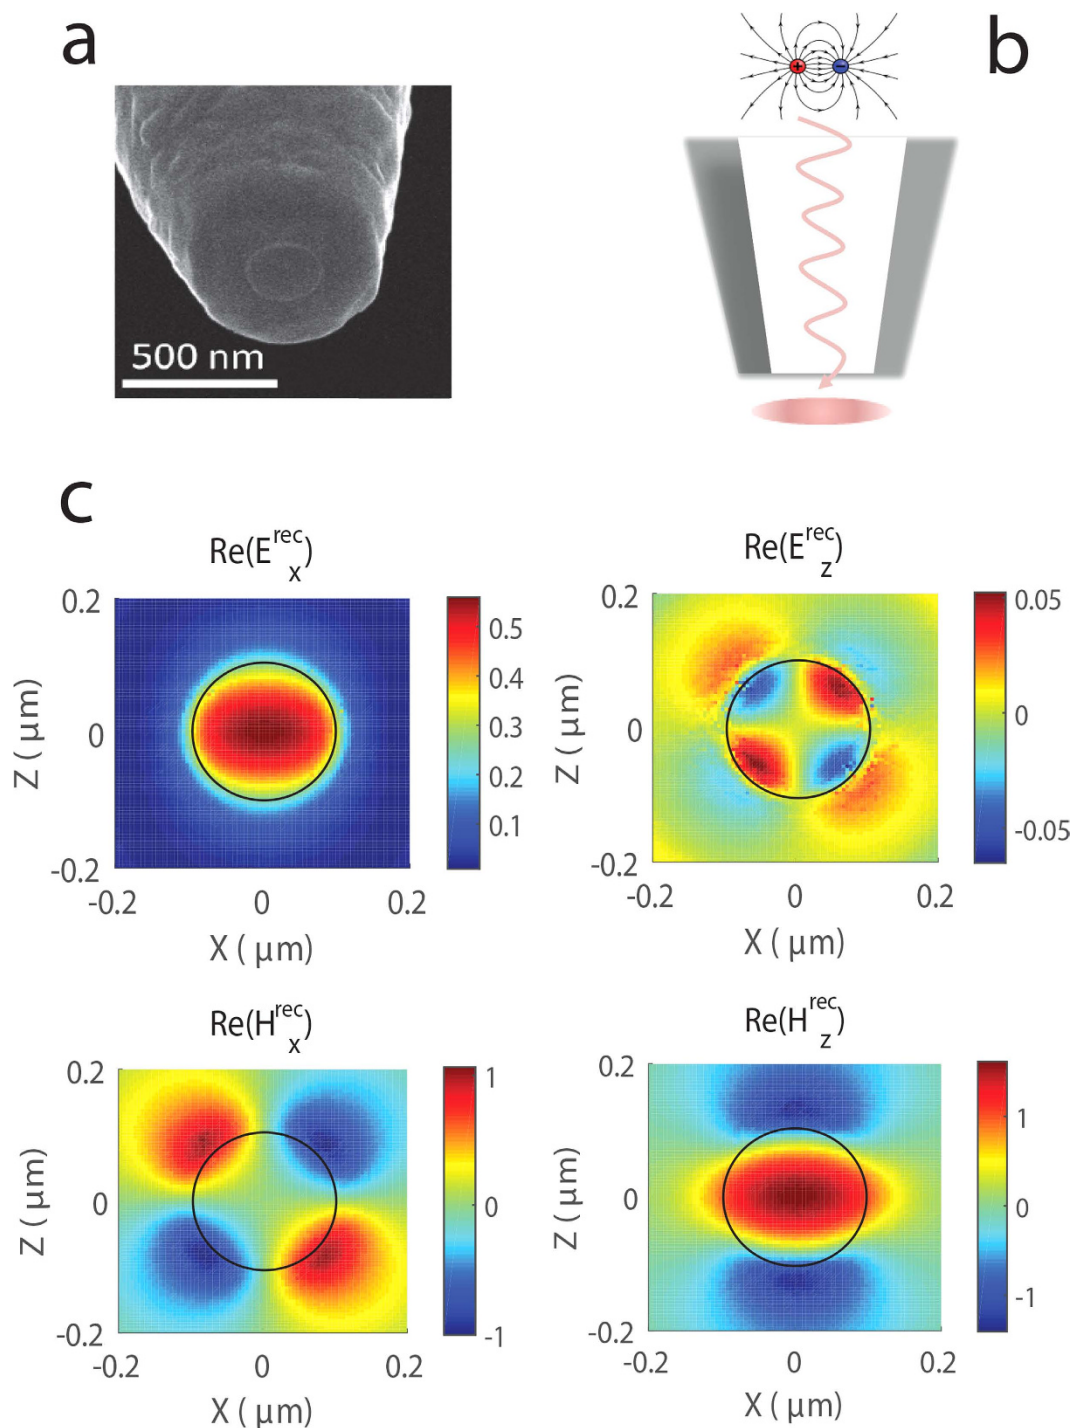 a
b
500 nm
+
−
c
Re(E^rec_x)
0.2
0
-0.2
Z ( μm)
-0.2
0
0.2
X ( μm)
0.5
0.4
0.3
0.2
0.1
Re(E^rec_z)
0.2
0
-0.2
Z ( μm)
-0.2
0
0.2
X ( μm)
0.05
0
-0.05
Re(H^rec_x)
0.2
0
-0.2
Z ( μm)
-0.2
0
0.2
X ( μm)
1
0
-1
Re(H^rec_z)
0.2
0
-0.2
Z ( μm)
-0.2
0
0.2
X ( μm)
1
0
-1